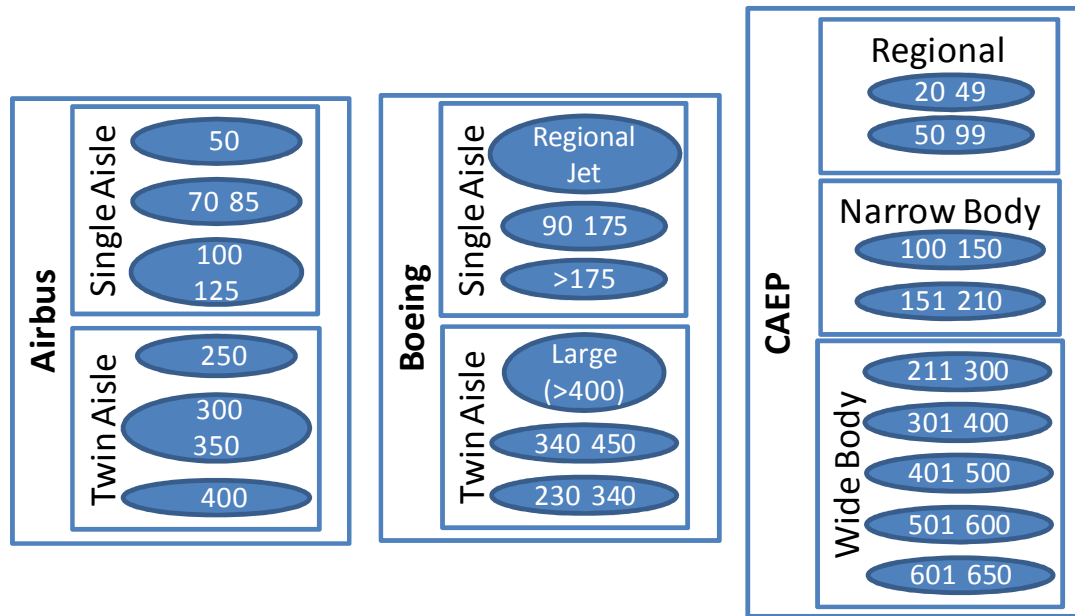 Airbus
Single Aisle
50
70 85
100
125
Twin Aisle
250
300
350
400
Boeing
Single Aisle
Regional
Jet
90 175
>175
Twin Aisle
Large
(>400)
340 450
230 340
CAEP
Regional
20 49
50 99
Narrow Body
100 150
151 210
Wide Body
211 300
301 400
401 500
501 600
601 650